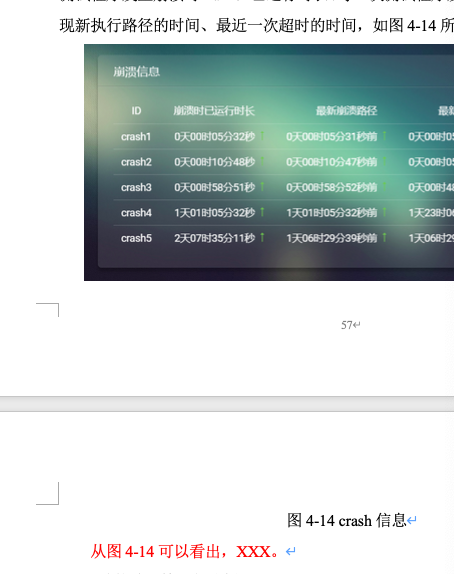 现新执行路径的时间、最近一次超时的时间，如图 4-14 所
崩溃信息
ID 崩溃时已运行时长 最新崩溃路径 最新
crash1 0天00时05分32秒 ↑ 0天00时05分31秒前 ↑ 0天00时05
crash2 0天00时10分48秒 ↑ 0天00时10分47秒前 ↑ 0天00时05
crash3 0天00时58分51秒 ↑ 0天00时58分52秒前 ↑ 0天00时48
crash4 1天01时05分32秒 ↑ 1天01时05分32秒前 ↑ 1天23时06
crash5 2天07时35分11秒 ↑ 1天06时29分39秒前 ↑ 1天06时29
57↵
图 4-14 crash 信息↵
从图 4-14 可以看出，XXX。↵